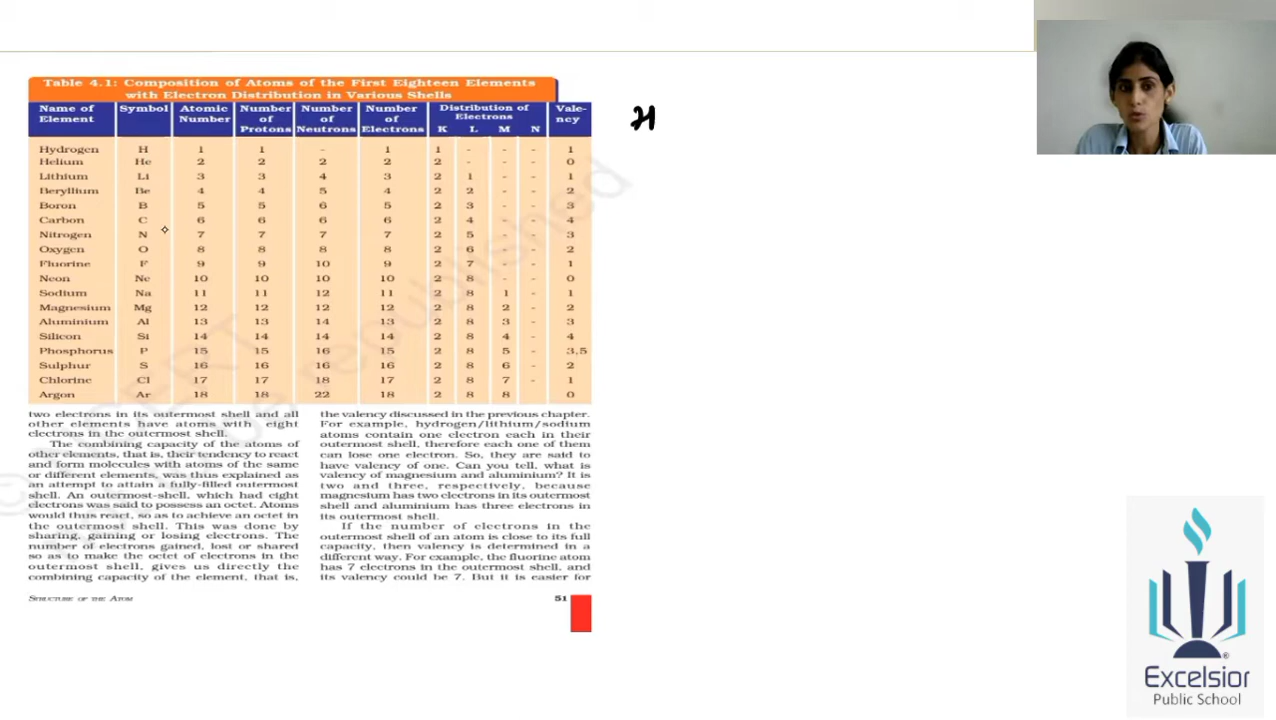 Table 4.1: Composition of Atoms of the First Eighteen Elements
with Electron Distribution in Various Shells
Name of Element Symbol Atomic Number Number of Protons Number of Neutrons Number of Electrons Distribution of Electrons K L M N Vale-ncy
Hydrogen H 1 1 - 1 1 - - - 1
Helium He 2 2 2 2 2 - - - 0
Lithium Li 3 3 4 3 2 1 - - 1
Beryllium Be 4 4 5 4 2 2 - - 2
Boron B 5 5 6 5 2 3 - - 3
Carbon C 6 6 6 6 2 4 - - 4
Nitrogen N 7 7 7 7 2 5 - - 3
Oxygen O 8 8 8 8 2 6 - - 2
Fluorine F 9 9 10 9 2 7 - - 1
Neon Ne 10 10 10 10 2 8 - - 0
Sodium Na 11 11 12 11 2 8 1 - 1
Magnesium Mg 12 12 12 12 2 8 2 - 2
Aluminium Al 13 13 14 13 2 8 3 - 3
Silicon Si 14 14 14 14 2 8 4 - 4
Phosphorus P 15 15 16 15 2 8 5 - 3,5
Sulphur S 16 16 16 16 2 8 6 - 2
Chlorine Cl 17 17 18 17 2 8 7 - 1
Argon Ar 18 18 22 18 2 8 8 0
two electrons in its outermost shell and all
other elements have atoms with eight
electrons in the outermost shell.
The combining capacity of the atoms of
other elements, that is, their tendency to react
and form molecules with atoms of the same
or different elements, was thus explained as
an attempt to attain a fully-filled outermost
shell. An outermost-shell, which had eight
electrons was said to possess an octet. Atoms
would thus react, so as to achieve an octet in
the outermost shell. This was done by
sharing, gaining or losing electrons. The
number of electrons gained, lost or shared
so as to make the octet of electrons in the
outermost shell, gives us directly the
combining capacity of the element, that is,
the valency discussed in the previous chapter.
For example, hydrogen/lithium/sodium
atoms contain one electron each in their
outermost shell, therefore each one of them
can lose one electron. So, they are said to
have valency of one. Can you tell, what is
valency of magnesium and aluminium? It is
two and three, respectively, because
magnesium has two electrons in its outermost
shell and aluminium has three electrons in
its outermost shell.
If the number of electrons in the
outermost shell of an atom is close to its full
capacity, then valency is determined in a
different way. For example, the fluorine atom
has 7 electrons in the outermost shell, and
its valency could be 7. But it is easier for
STRUCTURE OF THE ATOM
51
H
Excelsior
Public School